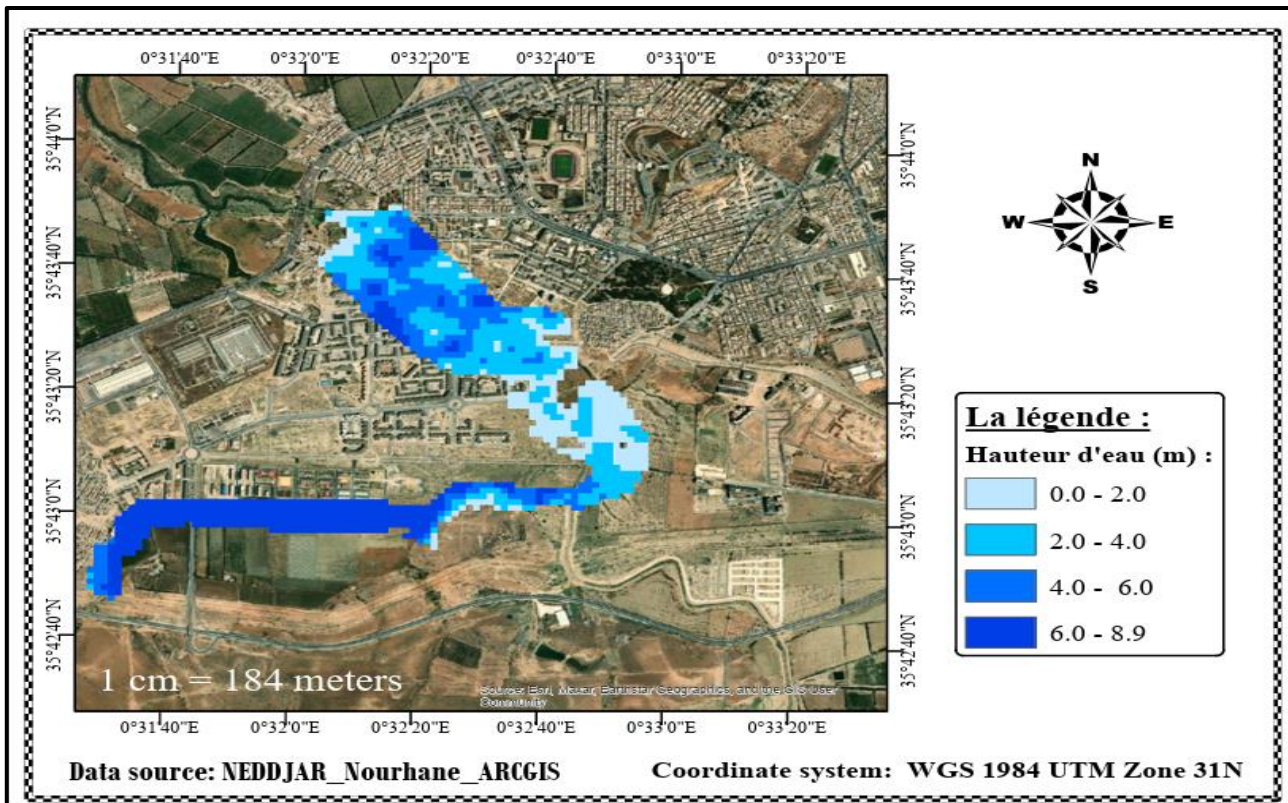 0°31'40"E 0°32'0"E 0°32'20"E 0°32'40"E 0°33'0"E 0°33'20"E
35°44'0"N
35°43'40"N
35°43'20"N
35°43'0"N
35°42'40"N
35°44'0"N
35°43'40"N
35°43'20"N
35°43'0"N
35°42'40"N
1 cm = 184 meters
Source: Esri, Maxar, Earthstar Geographics, and the GIS User
Community
0°31'40"E 0°32'0"E 0°32'20"E 0°32'40"E 0°33'0"E 0°33'20"E
N
W E
S
La légende :
Hauteur d'eau (m) :
0.0 - 2.0
2.0 - 4.0
4.0 - 6.0
6.0 - 8.9
Data source: NEDDJAR_Nourhane_ARCGIS Coordinate system: WGS 1984 UTM Zone 31N